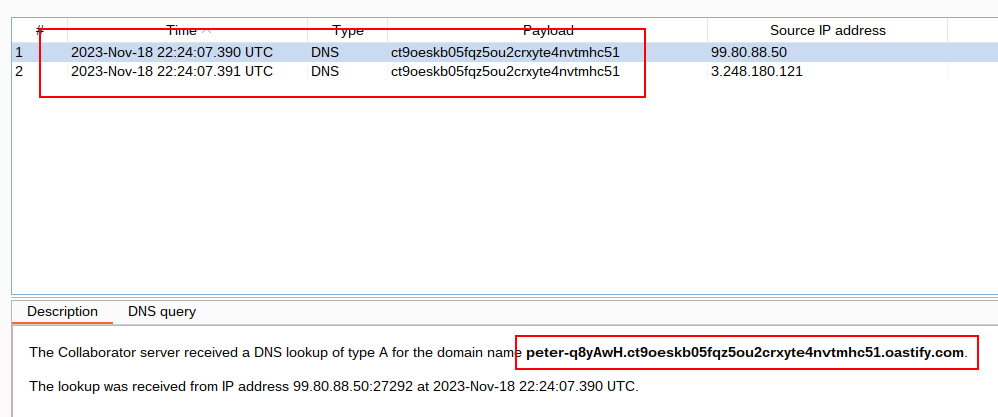 # Time Type Payload Source IP address
1 2023-Nov-18 22:24:07.390 UTC DNS ct9oeskb05fqz5ou2crxyte4nvtmhc51 99.80.88.50
2 2023-Nov-18 22:24:07.391 UTC DNS ct9oeskb05fqz5ou2crxyte4nvtmhc51 3.248.180.121
Description DNS query
The Collaborator server received a DNS lookup of type A for the domain name peter-q8yAwH.ct9oeskb05fqz5ou2crxyte4nvtmhc51.oastify.com.
The lookup was received from IP address 99.80.88.50:27292 at 2023-Nov-18 22:24:07.390 UTC.